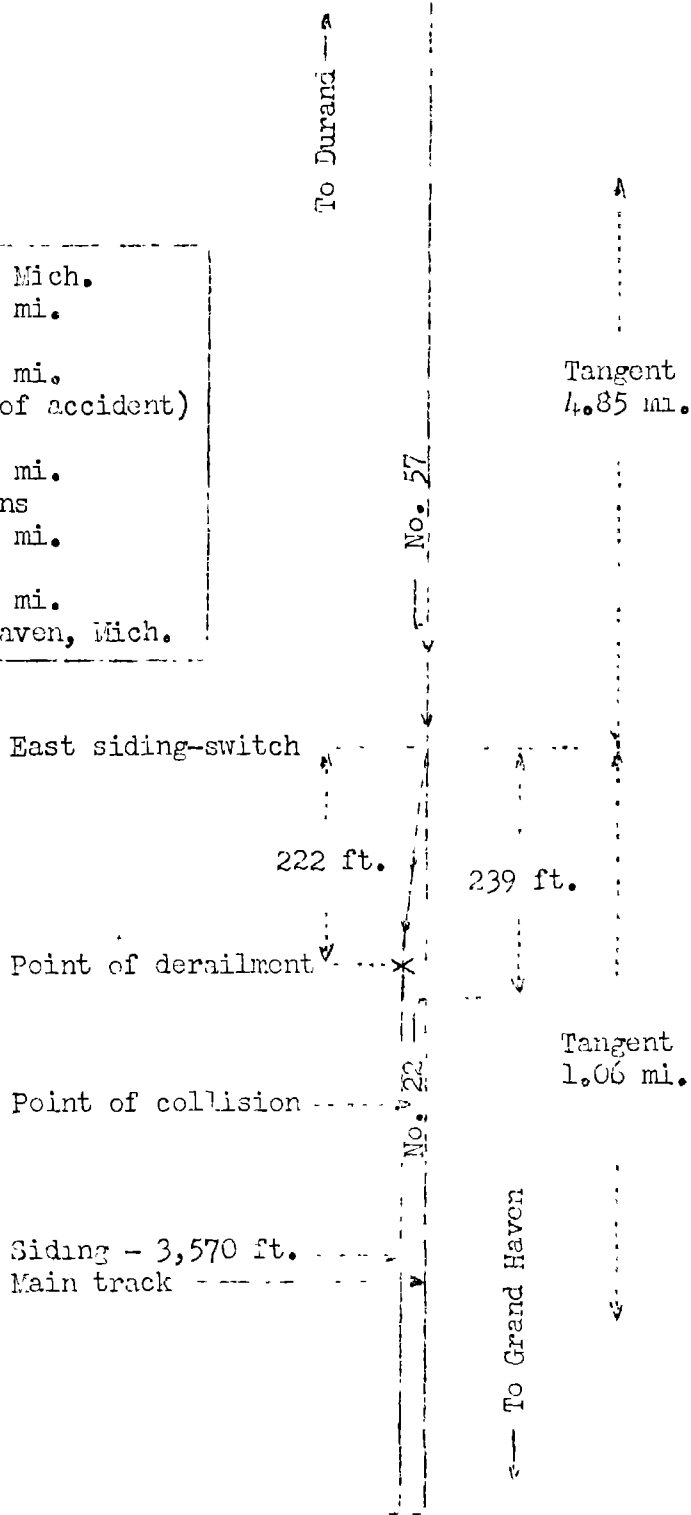 To Durand →
Mich.
mi.
mi.
of accident)
mi.
ns
mi.
mi.
aven, Mich.
Tangent
4.85 mi.
No. 57
East siding-switch
222 ft.
239 ft.
Point of derailment
Tangent
1.06 mi.
Point of collision
No. 22
Siding - 3,570 ft.
Main track
← To Grand Haven